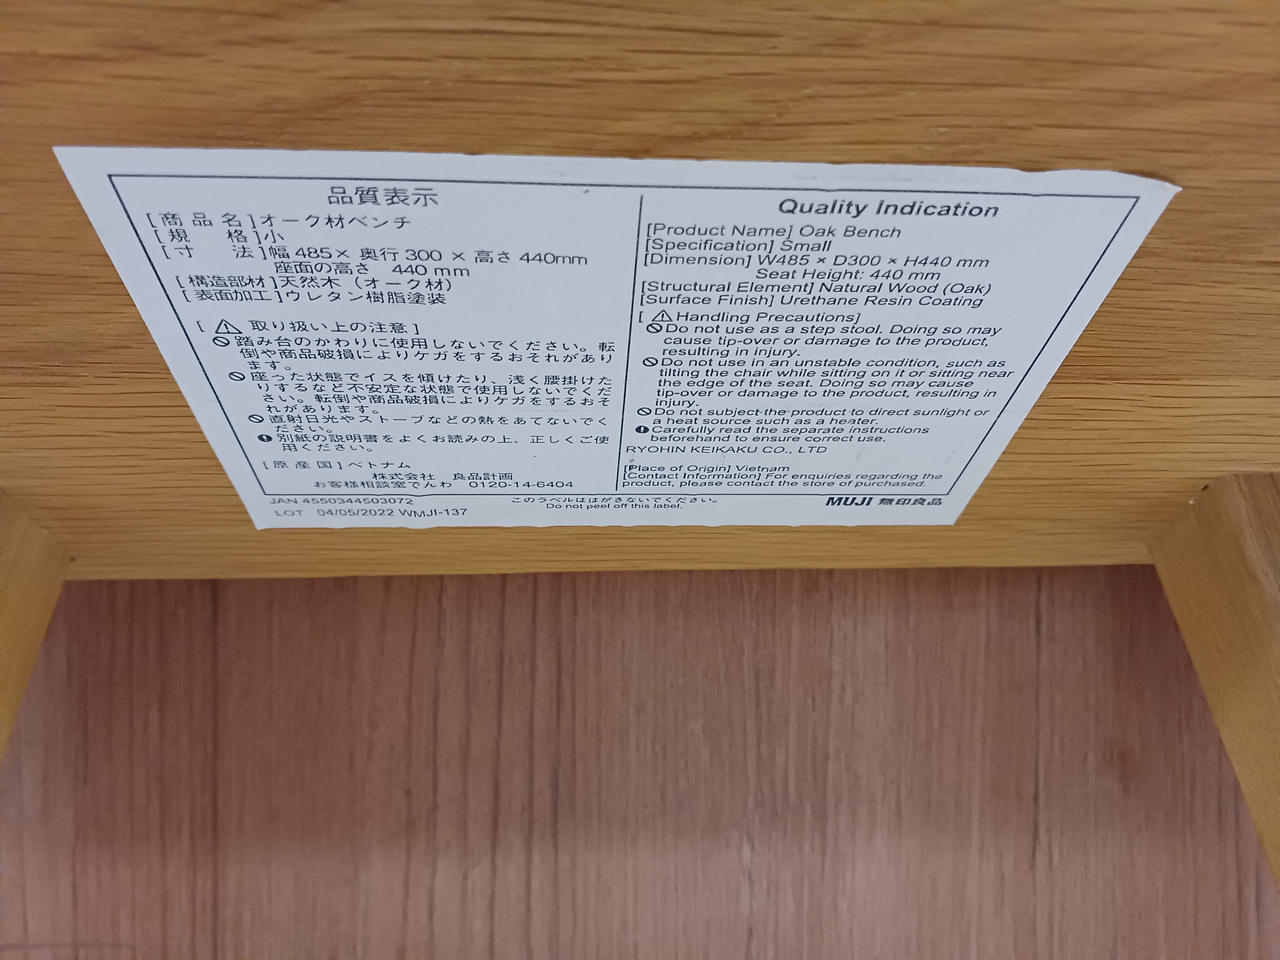 品質表示
[商品名]オーク材ベンチ
[規 格]小
[寸 法]幅 485× 奥行 300 × 高さ 440mm
座面の高さ 440 mm
[構造部材]天然木（オーク材）
[表面加工]ウレタン樹脂塗装
[⚠取り扱い上の注意]
踏み台のかわりに使用しないでください。転
倒や商品破損によりケガをするおそれがあり
ます。
座った状態でイスを傾けたり、浅く腰掛けた
りするなど不安定な状態で使用しないでくだ
さい。転倒や商品破損によりケガをするおそ
れがあります。
直射日光やストーブなどの熱をあてないでく
ださい。
別紙の説明書をよくお読みの上、正しくご使
用ください。
[原産国]ベトナム
株式会社 良品計画
お客様相談室でんわ 0120-14-6404
Quality Indication
[Product Name] Oak Bench
[Specification] Small
[Dimension] W485 × D300 × H440 mm
Seat Height: 440 mm
[Structural Element] Natural Wood (Oak)
[Surface Finish] Urethane Resin Coating
[⚠Handling Precautions]
Do not use as a step stool. Doing so may
cause tip-over or damage to the product,
resulting in injury.
Do not use in an unstable condition, such as
tilting the chair while sitting on it or sitting near
the edge of the seat. Doing so may cause
tip-over or damage to the product, resulting in
injury.
Do not subject the product to direct sunlight or
a heat source such as a heater.
Carefully read the separate instructions
beforehand to ensure correct use.
RYOHIN KEIKAKU CO., LTD
[Place of Origin] Vietnam
[Contact Information] For enquiries regarding the
product, please contact the store of purchased.
JAN 4550344503072
LOT. 04/05/2022 WMJI-137
このラベルははがさないでください。
Do not peel off this label.
MUJI 無印良品